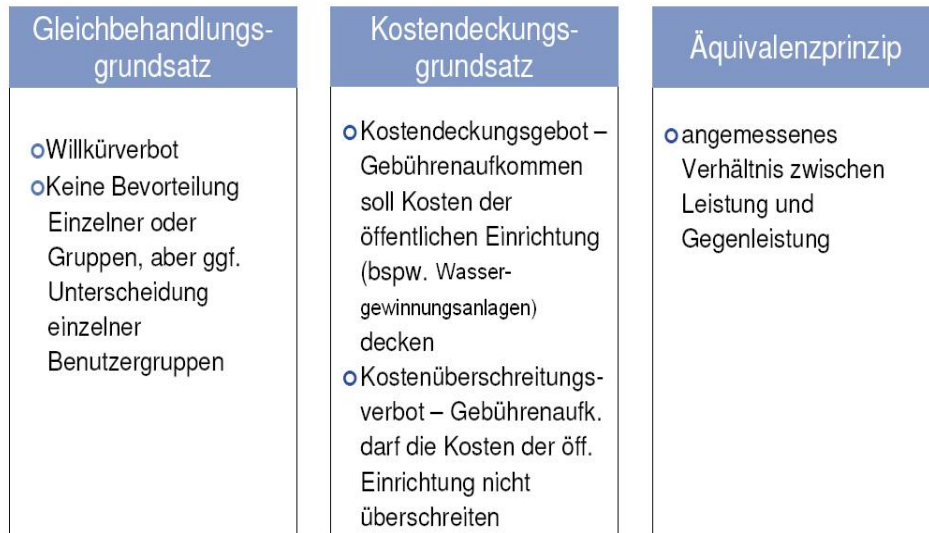 Gleichbehandlungs-
grundsatz
Willkürverbot
Keine Bevorteilung
Einzelner oder
Gruppen, aber ggf.
Unterscheidung
einzelner
Benutzergruppen
Kostendeckungs-
grundsatz
Kostendeckungsgebot –
Gebührenaufkommen
soll Kosten der
öffentlichen Einrichtung
(bspw. Wasser-
gewinnungsanlagen)
decken
Kostenüberschreitungs-
verbot – Gebührenaufk.
darf die Kosten der öff.
Einrichtung nicht
überschreiten
Äquivalenzprinzip
angemessenes
Verhältnis zwischen
Leistung und
Gegenleistung